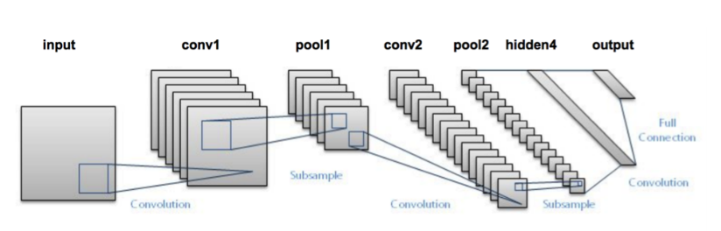 input conv1 pool1 conv2 pool2 hidden4 output
Full
Connection
Subsample
Convolution
Convolution
Convolution
Subsample